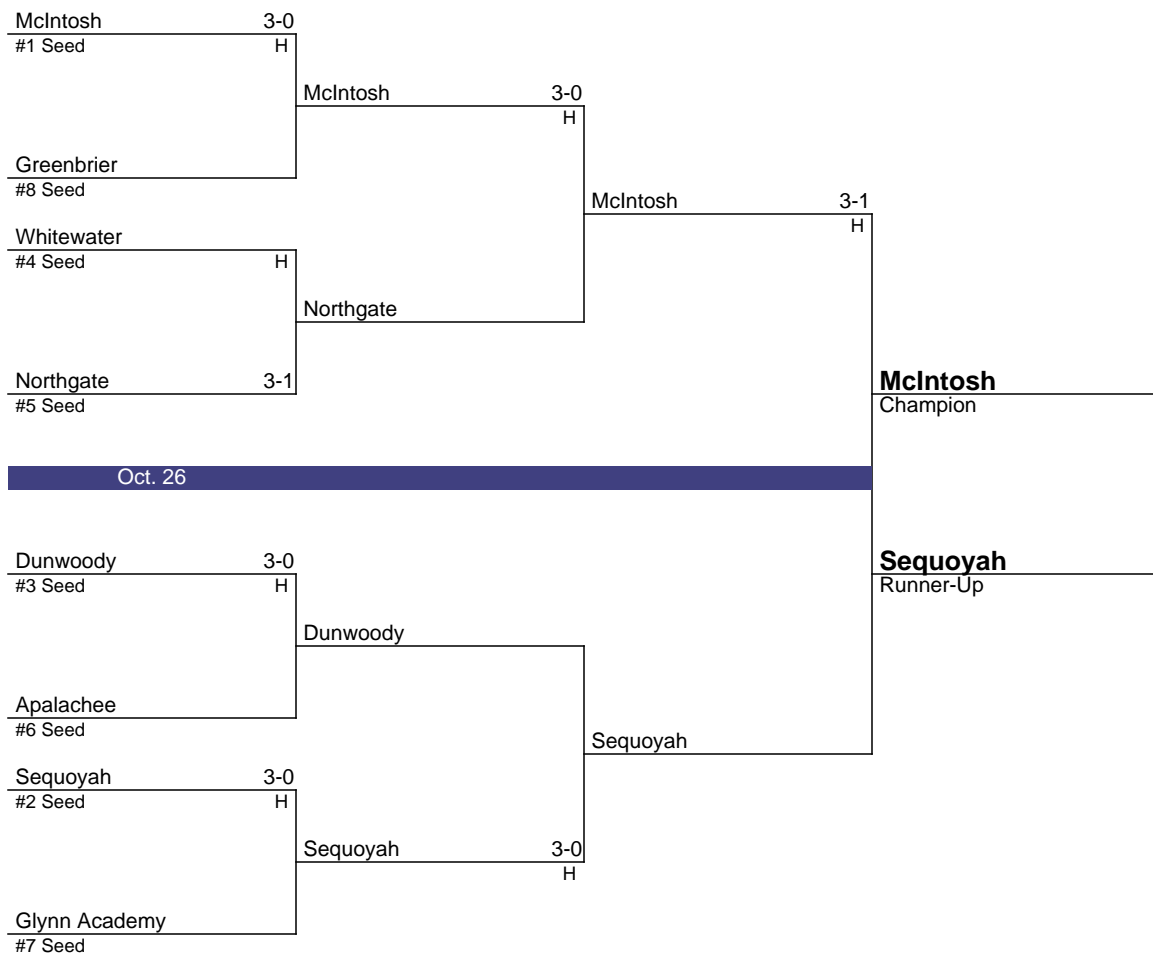 McIntosh 3-0
#1 Seed H
McIntosh 3-0
H
Greenbrier
#8 Seed
McIntosh 3-1
H
Whitewater
#4 Seed H
Northgate
Northgate 3-1
#5 Seed
McIntosh
Champion
Oct. 26
Dunwoody 3-0
#3 Seed H
Sequoyah
Runner-Up
Dunwoody
Apalachee
#6 Seed
Sequoyah
Sequoyah 3-0
#2 Seed H
Sequoyah 3-0
H
Glynn Academy
#7 Seed